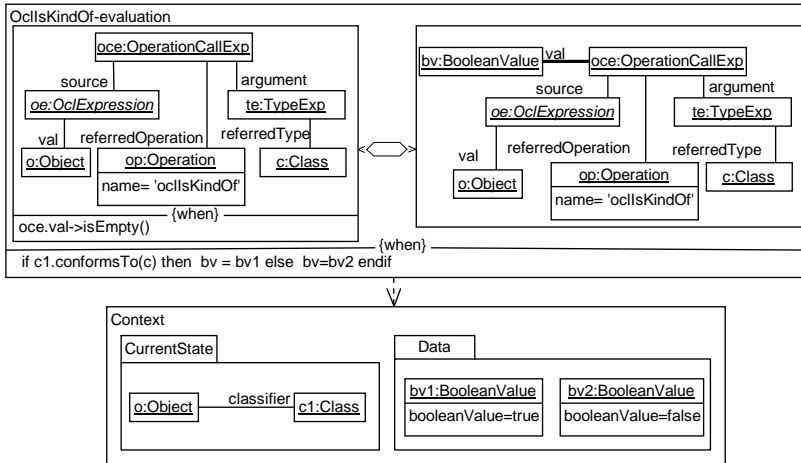 OclIsKindOf-evaluation
oce:OperationCallExp
source
argument
oe:OclExpression
te:TypeExp
val
referredOperation
referredType
o:Object
op:Operation
c:Class
name= 'oclIsKindOf'
{when}
oce.val->isEmpty()
bv:BooleanValue
val
oce:OperationCallExp
source
argument
oe:OclExpression
te:TypeExp
val
referredOperation
referredType
o:Object
op:Operation
c:Class
name= 'oclIsKindOf'
{when}
if c1.conformsTo(c) then bv = bv1 else bv=bv2 endif
Context
CurrentState
o:Object
classifier
c1:Class
Data
bv1:BooleanValue
booleanValue=true
bv2:BooleanValue
booleanValue=false